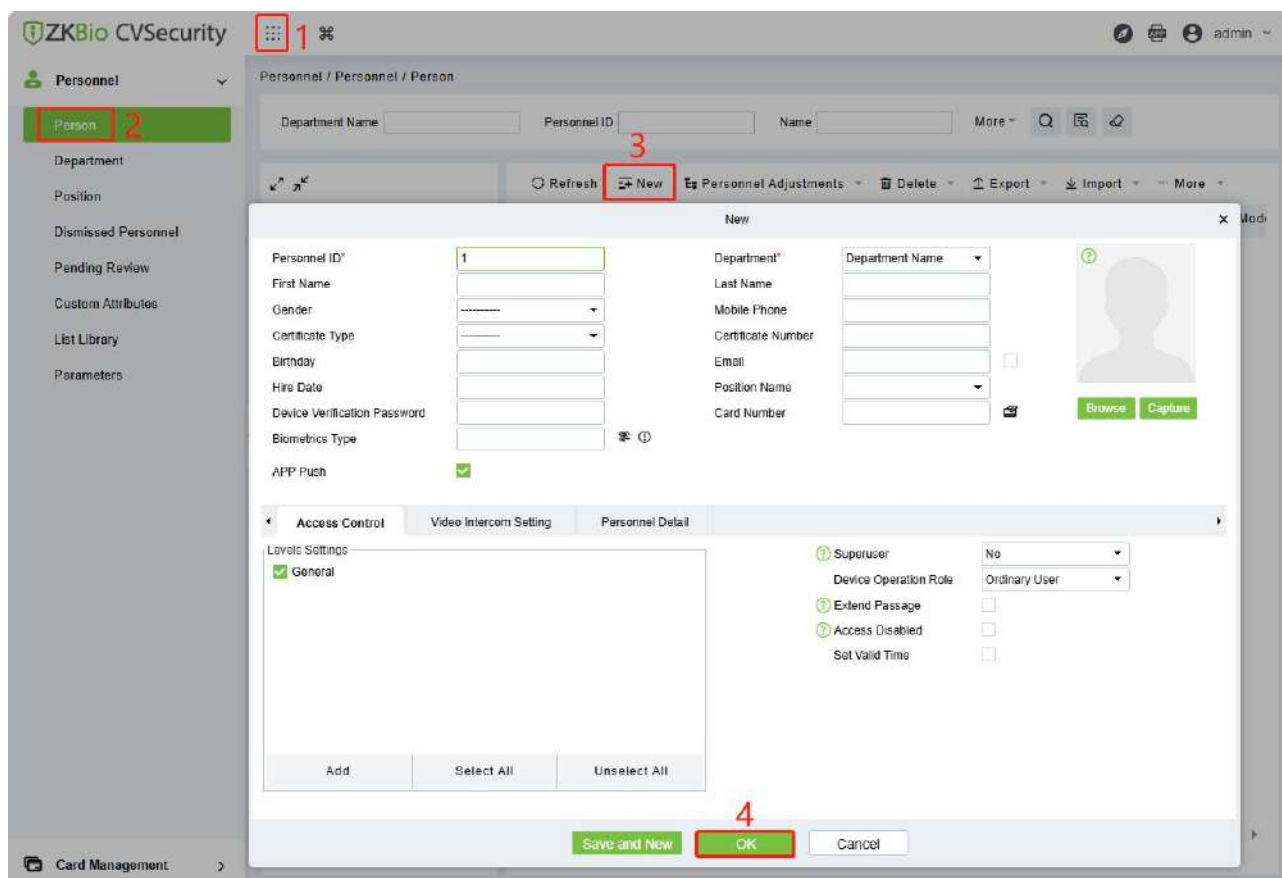 ZKBio CVSecurity 1 ⌘ admin
Personnel
Person 2
Department
Position
Dismissed Personnel
Pending Review
Custom Attributes
List Library
Parameters
Card Management
Personnel / Personnel / Person
Department Name Personnel ID Name More
3
Refresh New Personnel Adjustments Delete Export Import More
New x
Personnel ID* 1 Department* Department Name
First Name Last Name
Gender ---------- Mobile Phone
Certificate Type ---------- Certificate Number
Birthday Email
Hire Date Position Name
Device Verification Password Card Number
Browse Capture
Biometrics Type
APP Push
Access Control Video Intercom Setting Personnel Detail
Levels Settings
General
Add Select All Unselect All
? Superuser No
Device Operation Role Ordinary User
? Extend Passage
? Access Disabled
Set Valid Time
4
Save and New OK Cancel